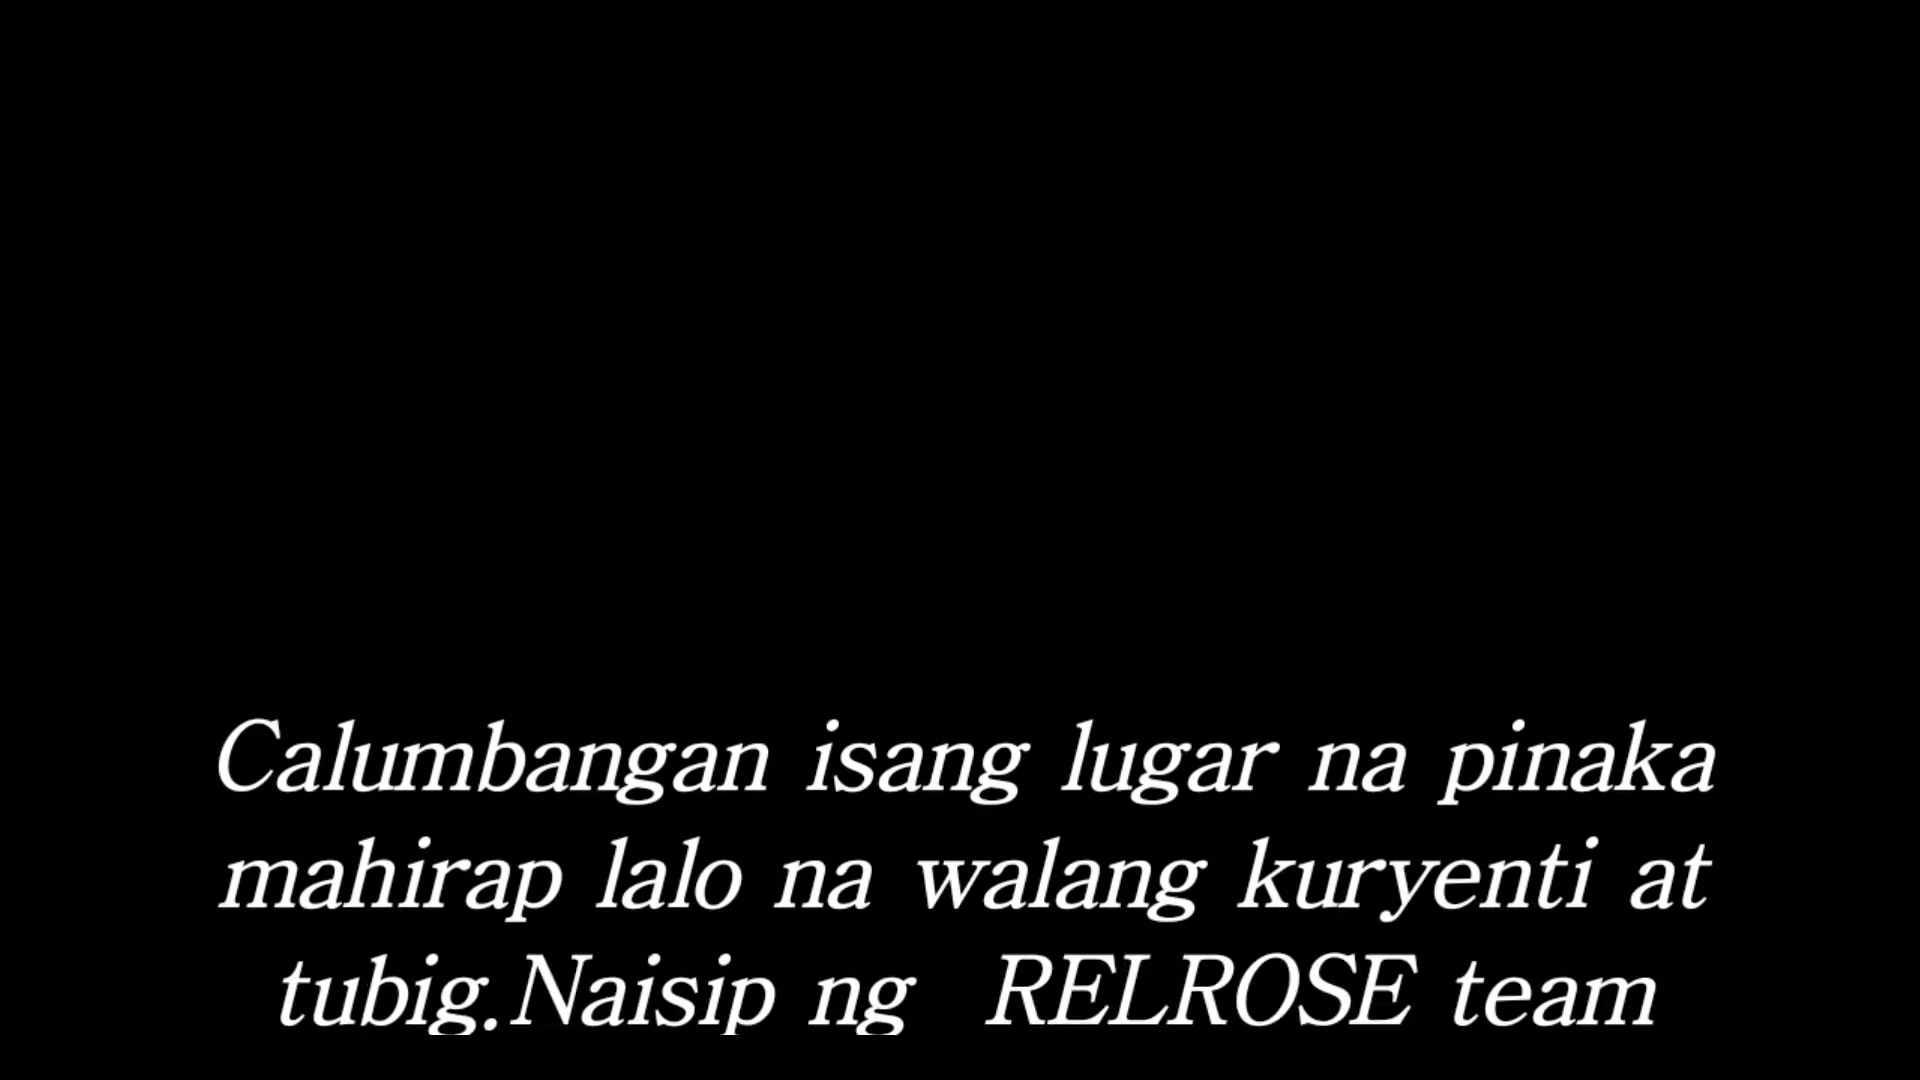 Calumbangan isang lugar na pinaka
mahirap lalo na walang kuryenti at
tubig.Naisip ng RELROSE team